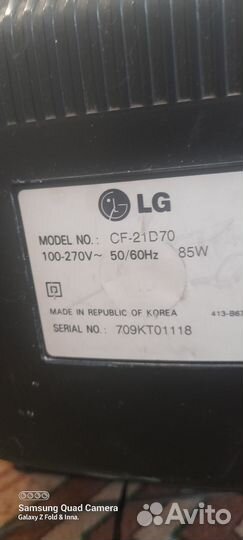 LG
MODEL NO.: CF-21D70
100-270V~ 50/60Hz 85W
MADE IN REPUBLIC OF KOREA
SERIAL NO.: 709KT01118
Samsung Quad Camera
Galaxy Z Fold & Inna.
Avito